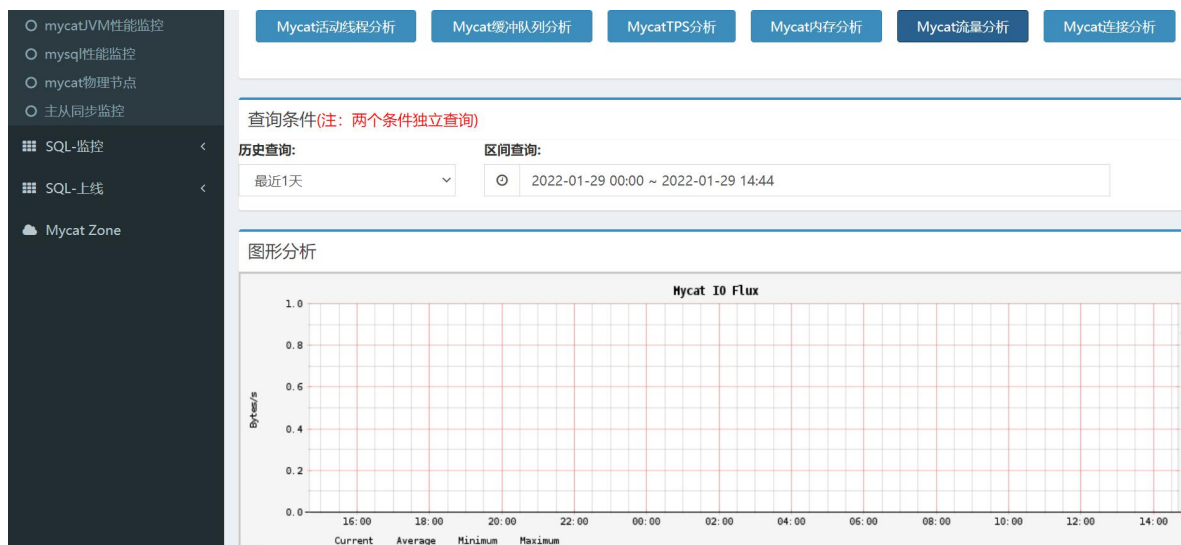 mycatJVM性能监控
mysql性能监控
mycat物理节点
主从同步监控
SQL-监控
SQL-上线
Mycat Zone
Mycat活动线程分析 Mycat缓冲队列分析 MycatTPS分析 Mycat内存分析 Mycat流量分析 Mycat连接分析
查询条件(注: 两个条件独立查询)
历史查询: 区间查询:
最近1天 2022-01-29 00:00 ~ 2022-01-29 14:44
图形分析
Mycat IO Flux
1.0
0.8
0.6
0.4
0.2
0.0
Bytes/s
16:00 18:00 20:00 22:00 00:00 02:00 04:00 06:00 08:00 10:00 12:00 14:00
Current Average Minimum Maximum